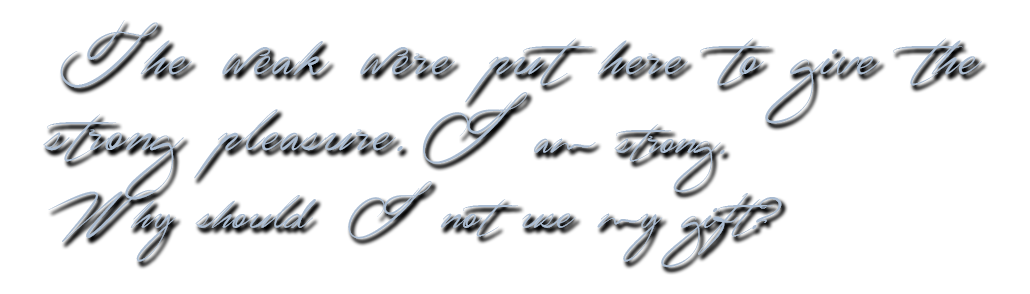 The weak were put here to give the
strong pleasure. I am strong.
Why should I not use my gift?